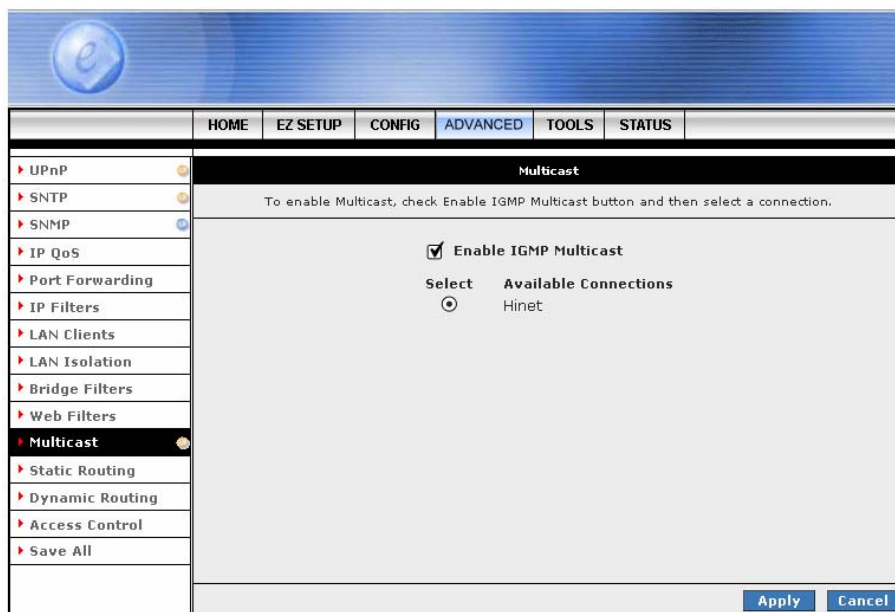 e
HOME EZ SETUP CONFIG ADVANCED TOOLS STATUS
UPnP
SNTP
SNMP
IP QoS
Port Forwarding
IP Filters
LAN Clients
LAN Isolation
Bridge Filters
Web Filters
Multicast
Static Routing
Dynamic Routing
Access Control
Save All
Multicast
To enable Multicast, check Enable IGMP Multicast button and then select a connection.
Enable IGMP Multicast
Select Available Connections
Hinet
Apply Cancel